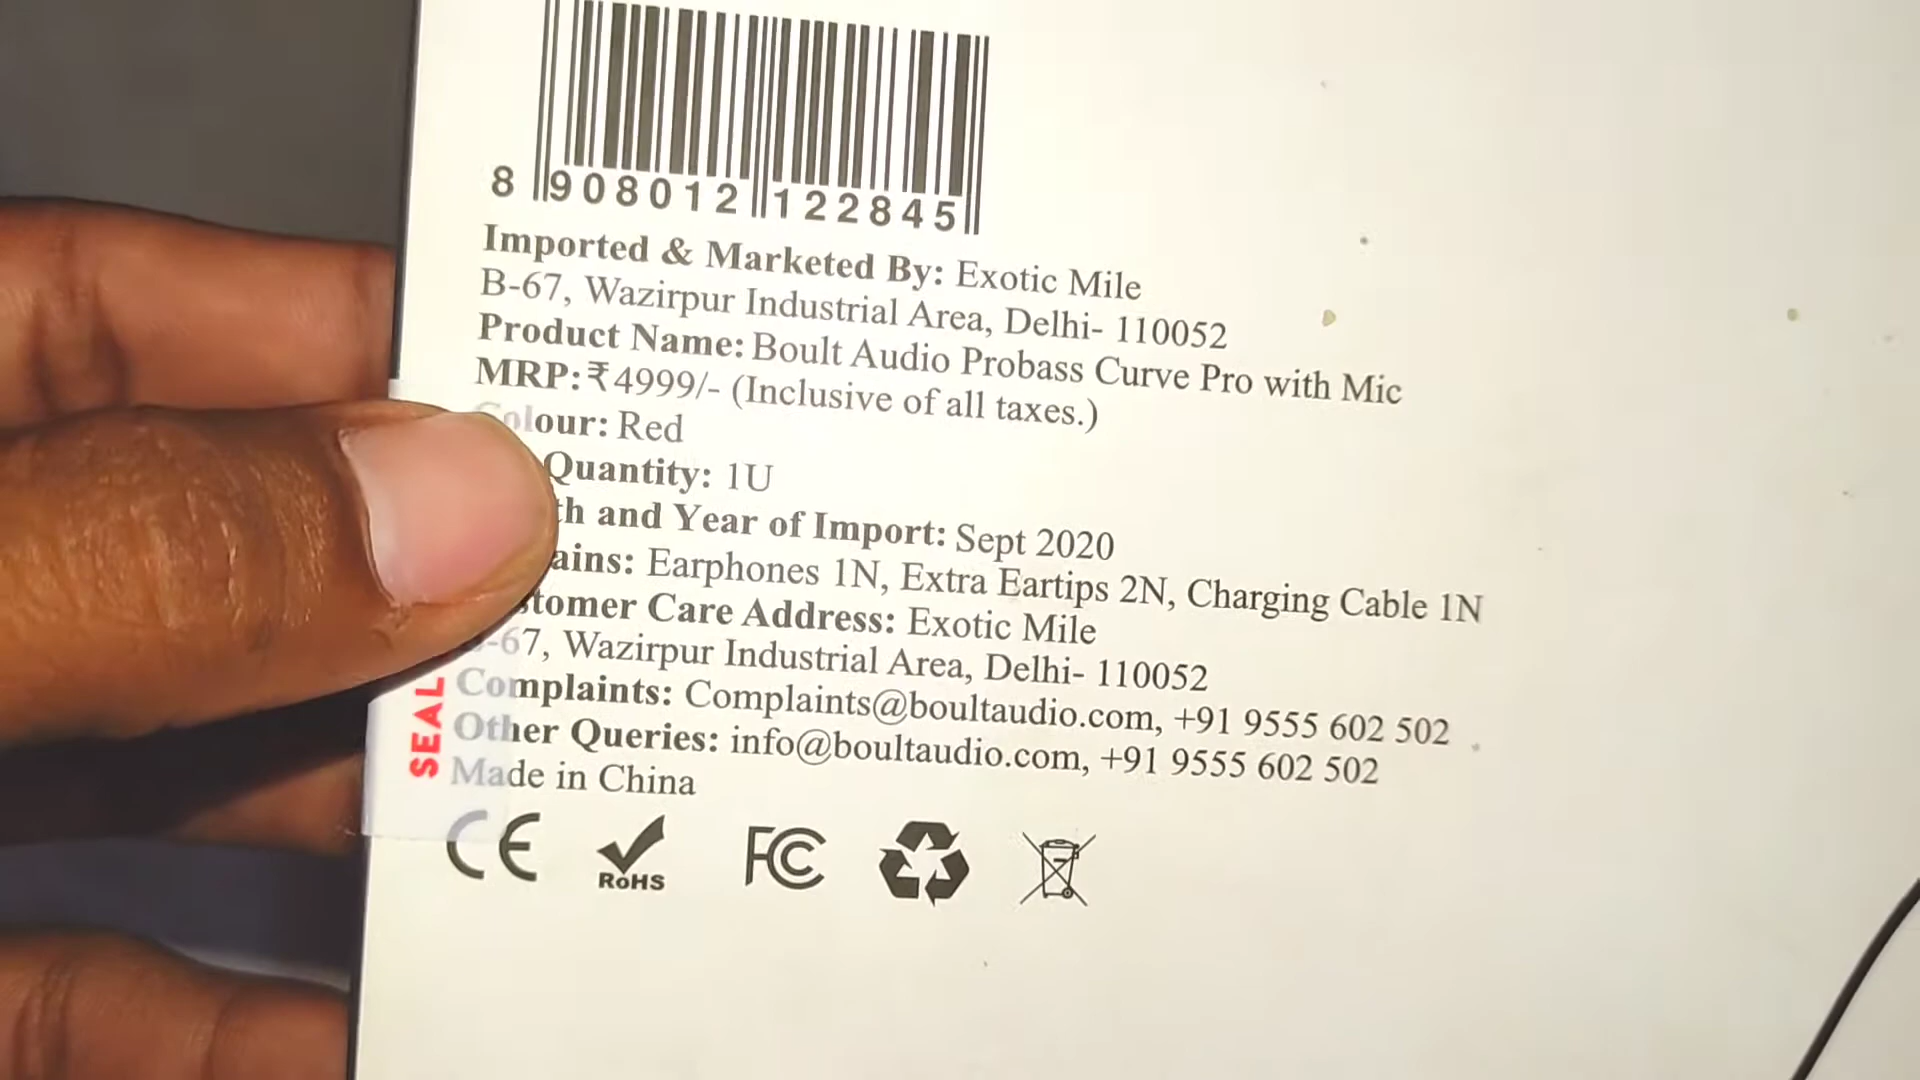 8 908012 122845
Imported & Marketed By: Exotic Mile
B-67, Wazirpur Industrial Area, Delhi- 110052
Product Name: Boult Audio Probass Curve Pro with Mic
MRP: ₹4999/- (Inclusive of all taxes.)
Colour: Red
Quantity: 1U
th and Year of Import: Sept 2020
ains: Earphones 1N, Extra Eartips 2N, Charging Cable 1N
stomer Care Address: Exotic Mile
-67, Wazirpur Industrial Area, Delhi- 110052
Complaints: Complaints@boultaudio.com, +91 9555 602 502
Other Queries: info@boultaudio.com, +91 9555 602 502
Made in China
SEAL
CE RoHS FC